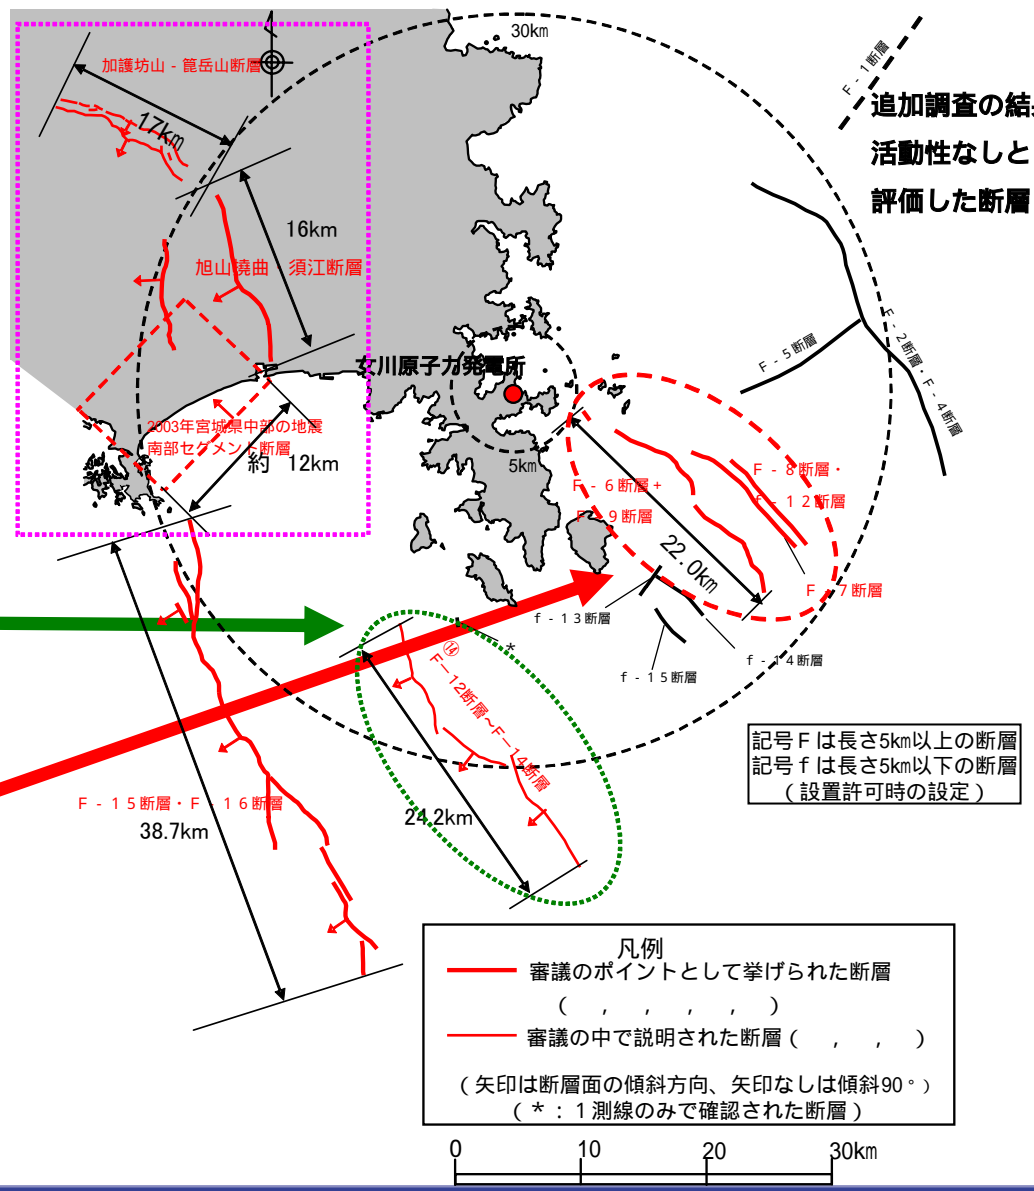 30km
F - 1断層
加護坊山 - 篦岳山断層
17km
追加調査の結果
活動性なしと
評価した断層
16km
旭山撓曲・須江断層
女川原子力発電所
F - 5断層
F - 2断層・F - 4断層
2003年宮城県中部の地震
南部セグメント断層
約 12km
5km
F - 6断層+
F - 9断層
F - 8断層・
f - 12断層
22.0km
F - 7断層
f - 13断層
f - 14断層
f - 15断層
*
⑭
F-12断層~F-14断層
24.2km
F - 15断層・F - 16断層
38.7km
記号Fは長さ5km以上の断層
記号fは長さ5km以下の断層
(設置許可時の設定)
凡例
審議のポイントとして挙げられた断層
( , , , , )
審議の中で説明された断層( , , )
(矢印は断層面の傾斜方向、矢印なしは傾斜90°)
(*:1測線のみで確認された断層)
0 10 20 30km